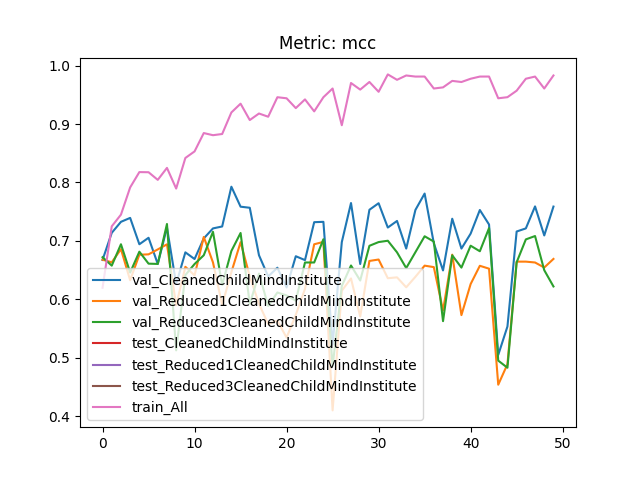 Metric: mcc
1.0
0.9
0.8
0.7
0.6
0.5
0.4
val_CleanedChildMindInstitute
val_Reduced1CleanedChildMindInstitute
val_Reduced3CleanedChildMindInstitute
test_CleanedChildMindInstitute
test_Reduced1CleanedChildMindInstitute
test_Reduced3CleanedChildMindInstitute
train_All
0 10 20 30 40 50